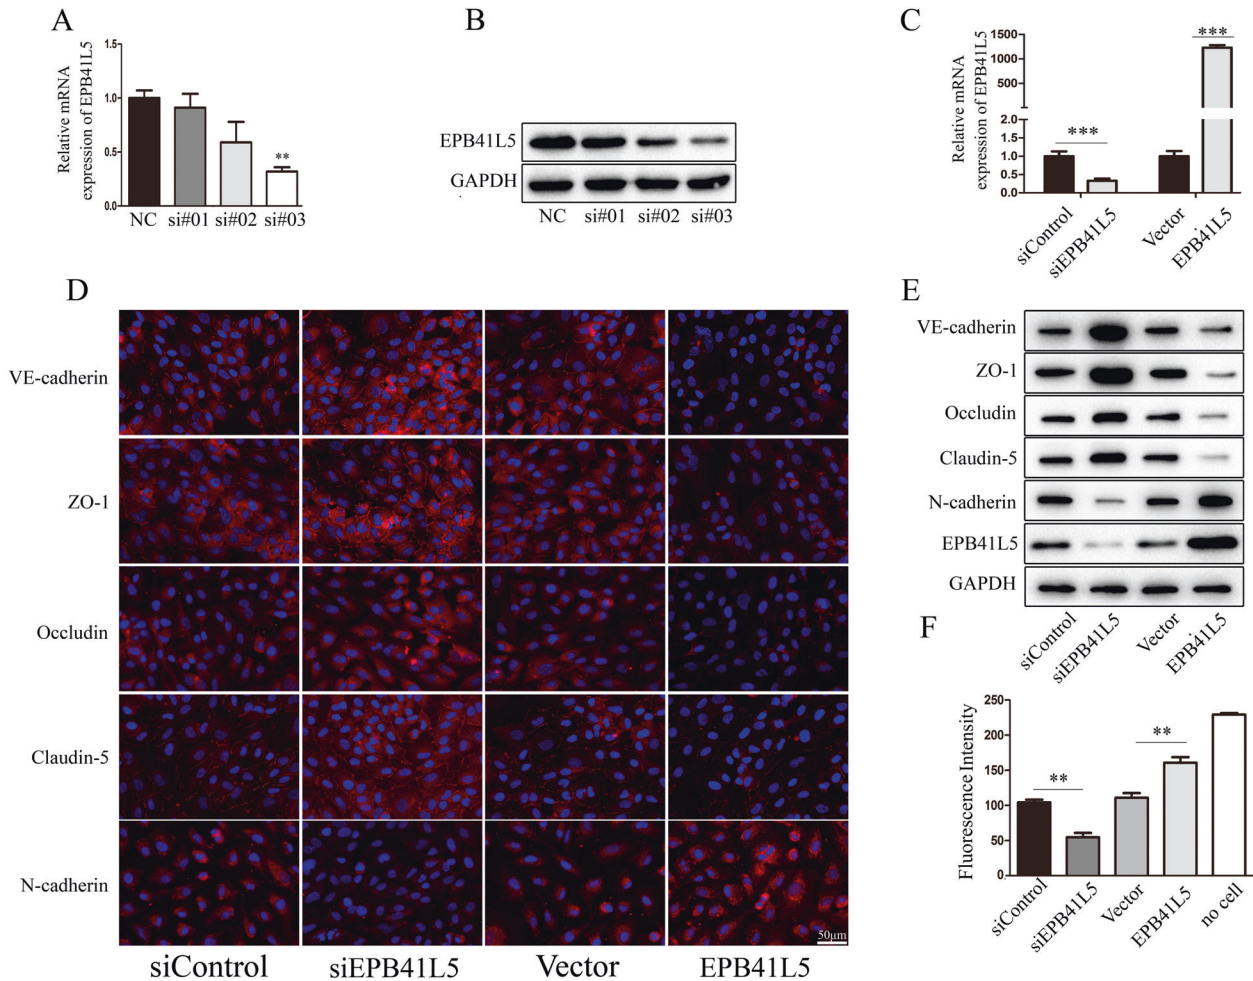 A
Relative mRNA
expression of EPB41L5
1.5
1.0
0.5
0.0
**
NC si#01 si#02 si#03
B
EPB41L5
GAPDH
NC si#01 si#02 si#03
C
Relative mRNA
expression of EPB41L5
1500
1000
500
2.0
1.5
1.0
0.5
0.0
***
***
siControl
siEPB41L5
Vector
EPB41L5
D
VE-cadherin
ZO-1
Occludin
Claudin-5
N-cadherin
50μm
siControl siEPB41L5 Vector EPB41L5
E
VE-cadherin
ZO-1
Occludin
Claudin-5
N-cadherin
EPB41L5
GAPDH
siControl
siEPB41L5
Vector
EPB41L5
F
Fluorescence Intensity
250
200
150
100
50
0
**
**
siControl
siEPB41L5
Vector
EPB41L5
no cell